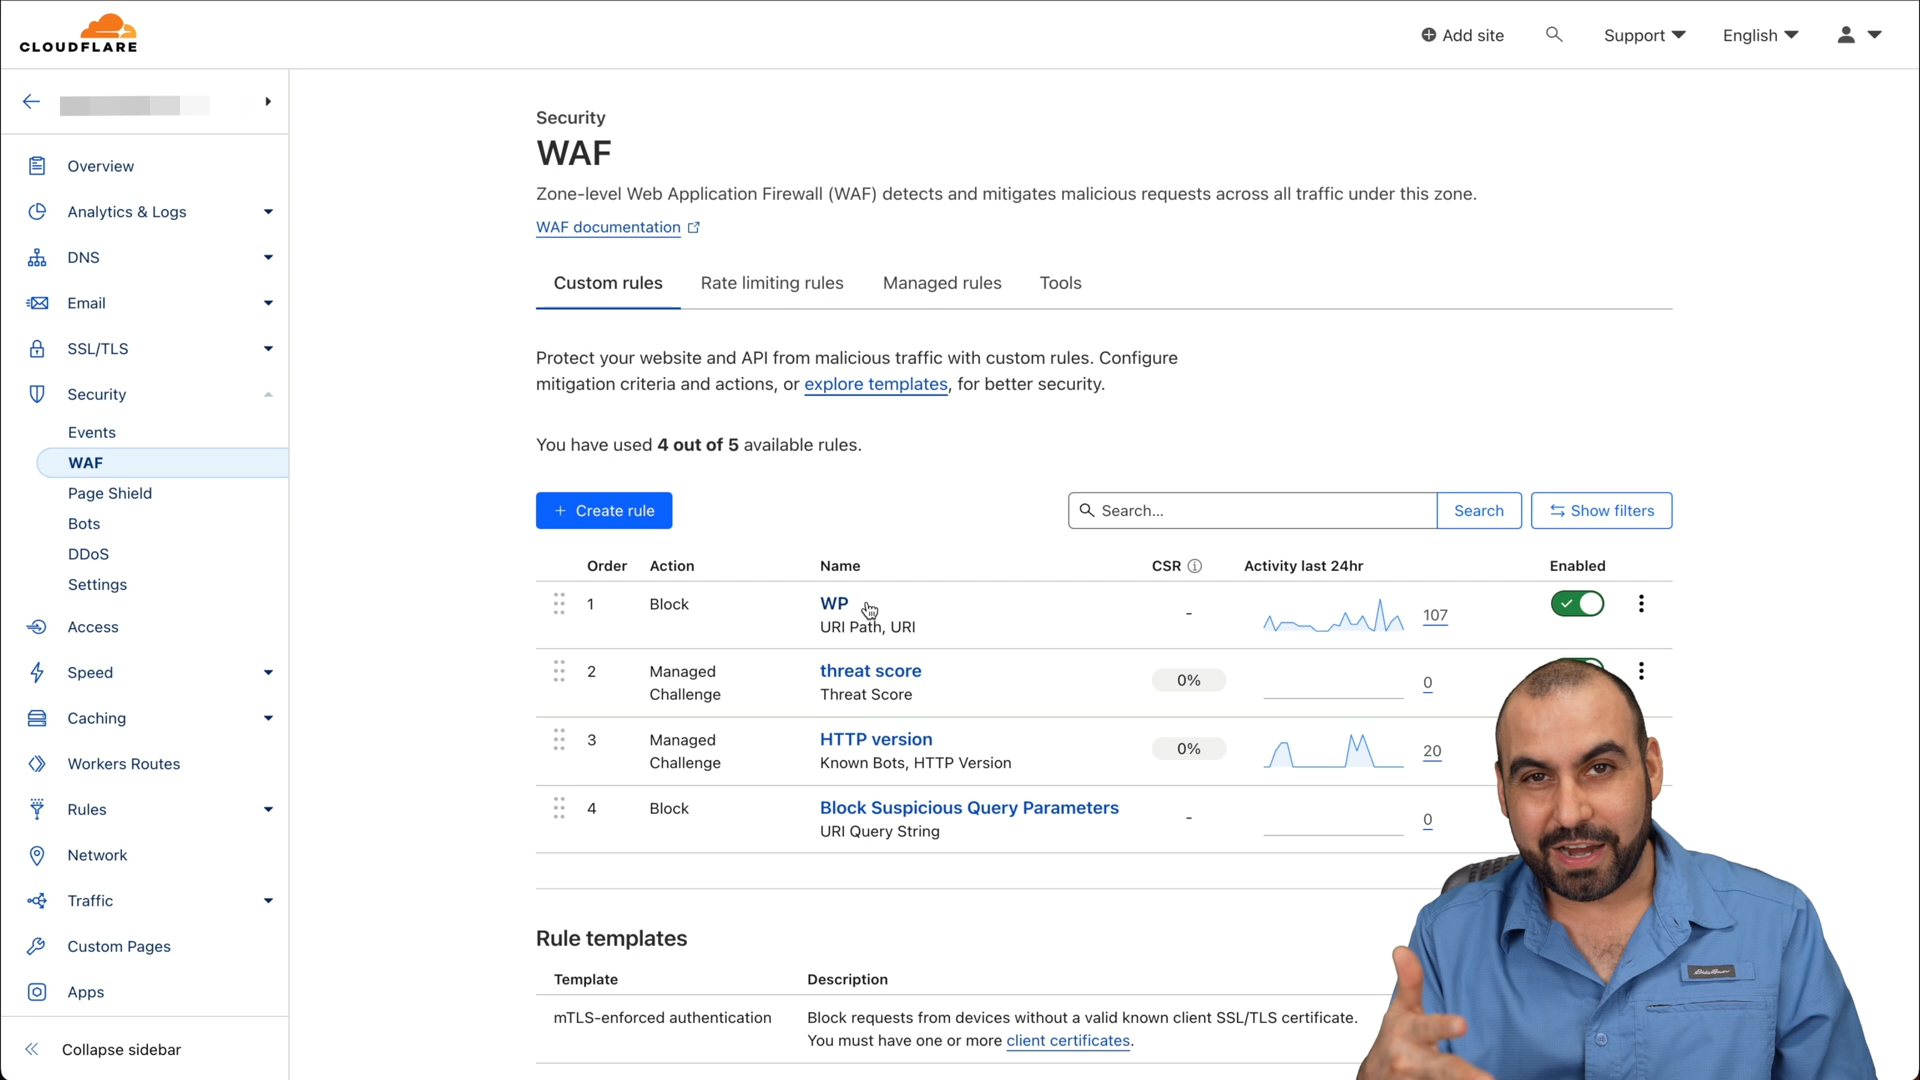 CLOUDFLARE
Add site
Support
English
Overview
Analytics & Logs
DNS
Email
SSL/TLS
Security
Events
WAF
Page Shield
Bots
DDoS
Settings
Access
Speed
Caching
Workers Routes
Rules
Network
Traffic
Custom Pages
Apps
Collapse sidebar
Security
WAF
Zone-level Web Application Firewall (WAF) detects and mitigates malicious requests across all traffic under this zone.
WAF documentation
Custom rules Rate limiting rules Managed rules Tools
Protect your website and API from malicious traffic with custom rules. Configure
mitigation criteria and actions, or explore templates, for better security.
You have used 4 out of 5 available rules.
+ Create rule
Search...
Search
Show filters
Order Action Name CSR Activity last 24hr Enabled
1 Block WP - 107
URI Path, URI
2 Managed Challenge threat score 0% 0
Threat Score
3 Managed Challenge HTTP version 0% 20
Known Bots, HTTP Version
4 Block Block Suspicious Query Parameters - 0
URI Query String
Rule templates
Template Description
mTLS-enforced authentication Block requests from devices without a valid known client SSL/TLS certificate.
You must have one or more client certificates.